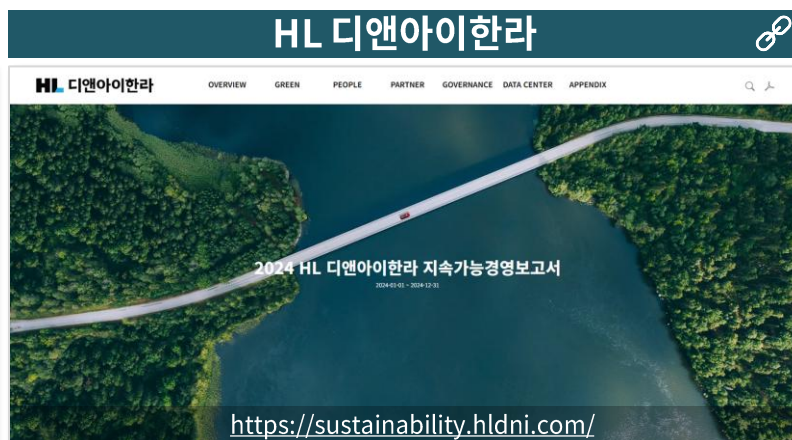 HL 디앤아이한라
HL 디앤아이한라 OVERVIEW GREEN PEOPLE PARTNER GOVERNANCE DATA CENTER APPENDIX
2024 HL 디앤아이한라 지속가능경영보고서
2024-01-01 ~ 2024-12-31
https://sustainability.hldni.com/